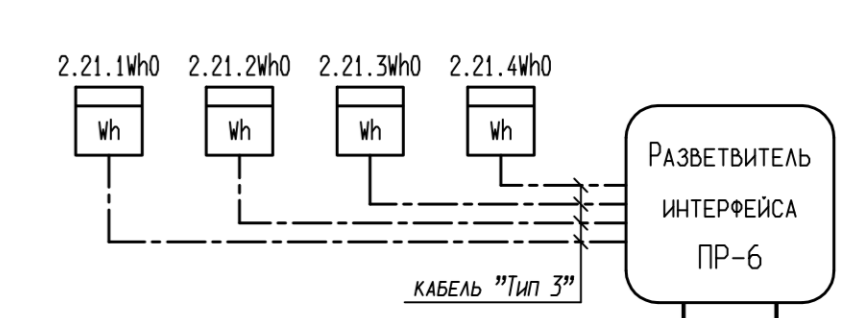 2.21.1Wh0 2.21.2Wh0 2.21.3Wh0 2.21.4Wh0
Wh Wh Wh Wh
Разветвитель
интерфейса
ПР-6
кабель "Тип 3"